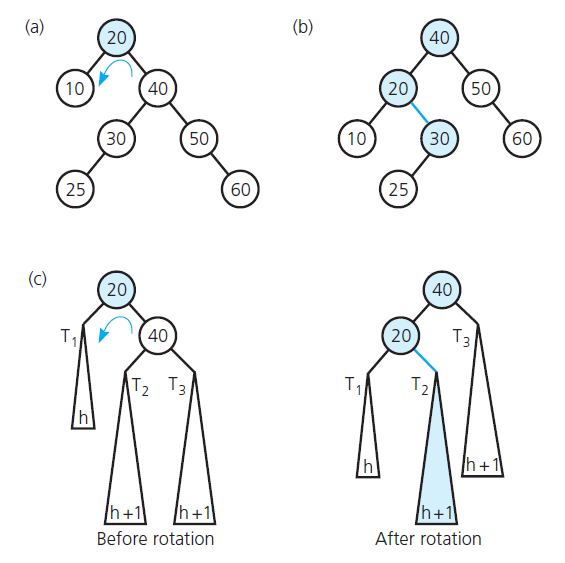 (a)
20
10
40
30
50
25
60
(b)
40
20
50
10
30
60
25
(c)
20
40
T1
T2
T3
h
h+1
h+1
Before rotation
40
20
T3
T1
T2
h
h+1
h+1
After rotation